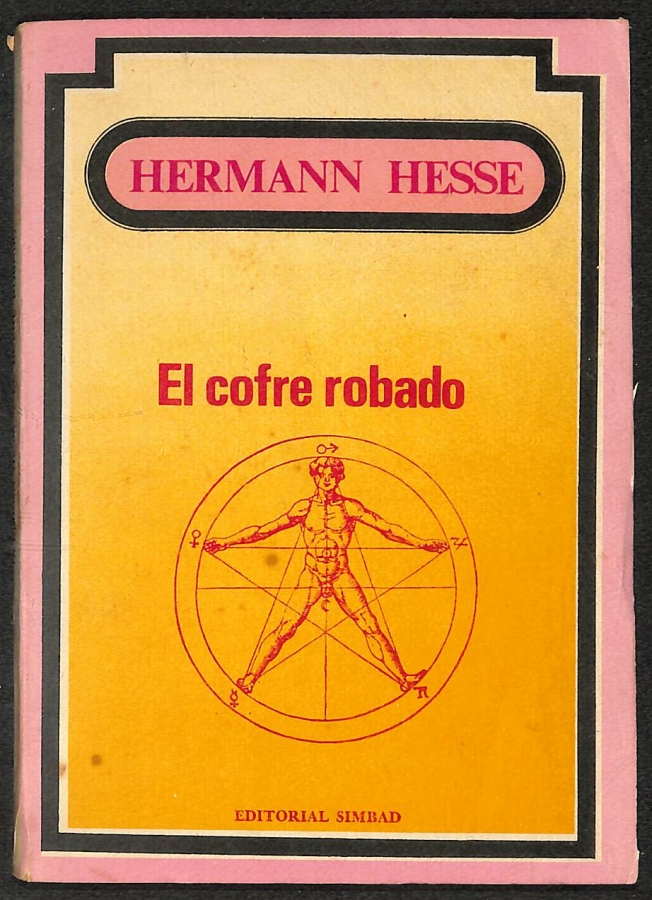 HERMANN HESSE
El cofre robado
EDITORIAL SIMBAD